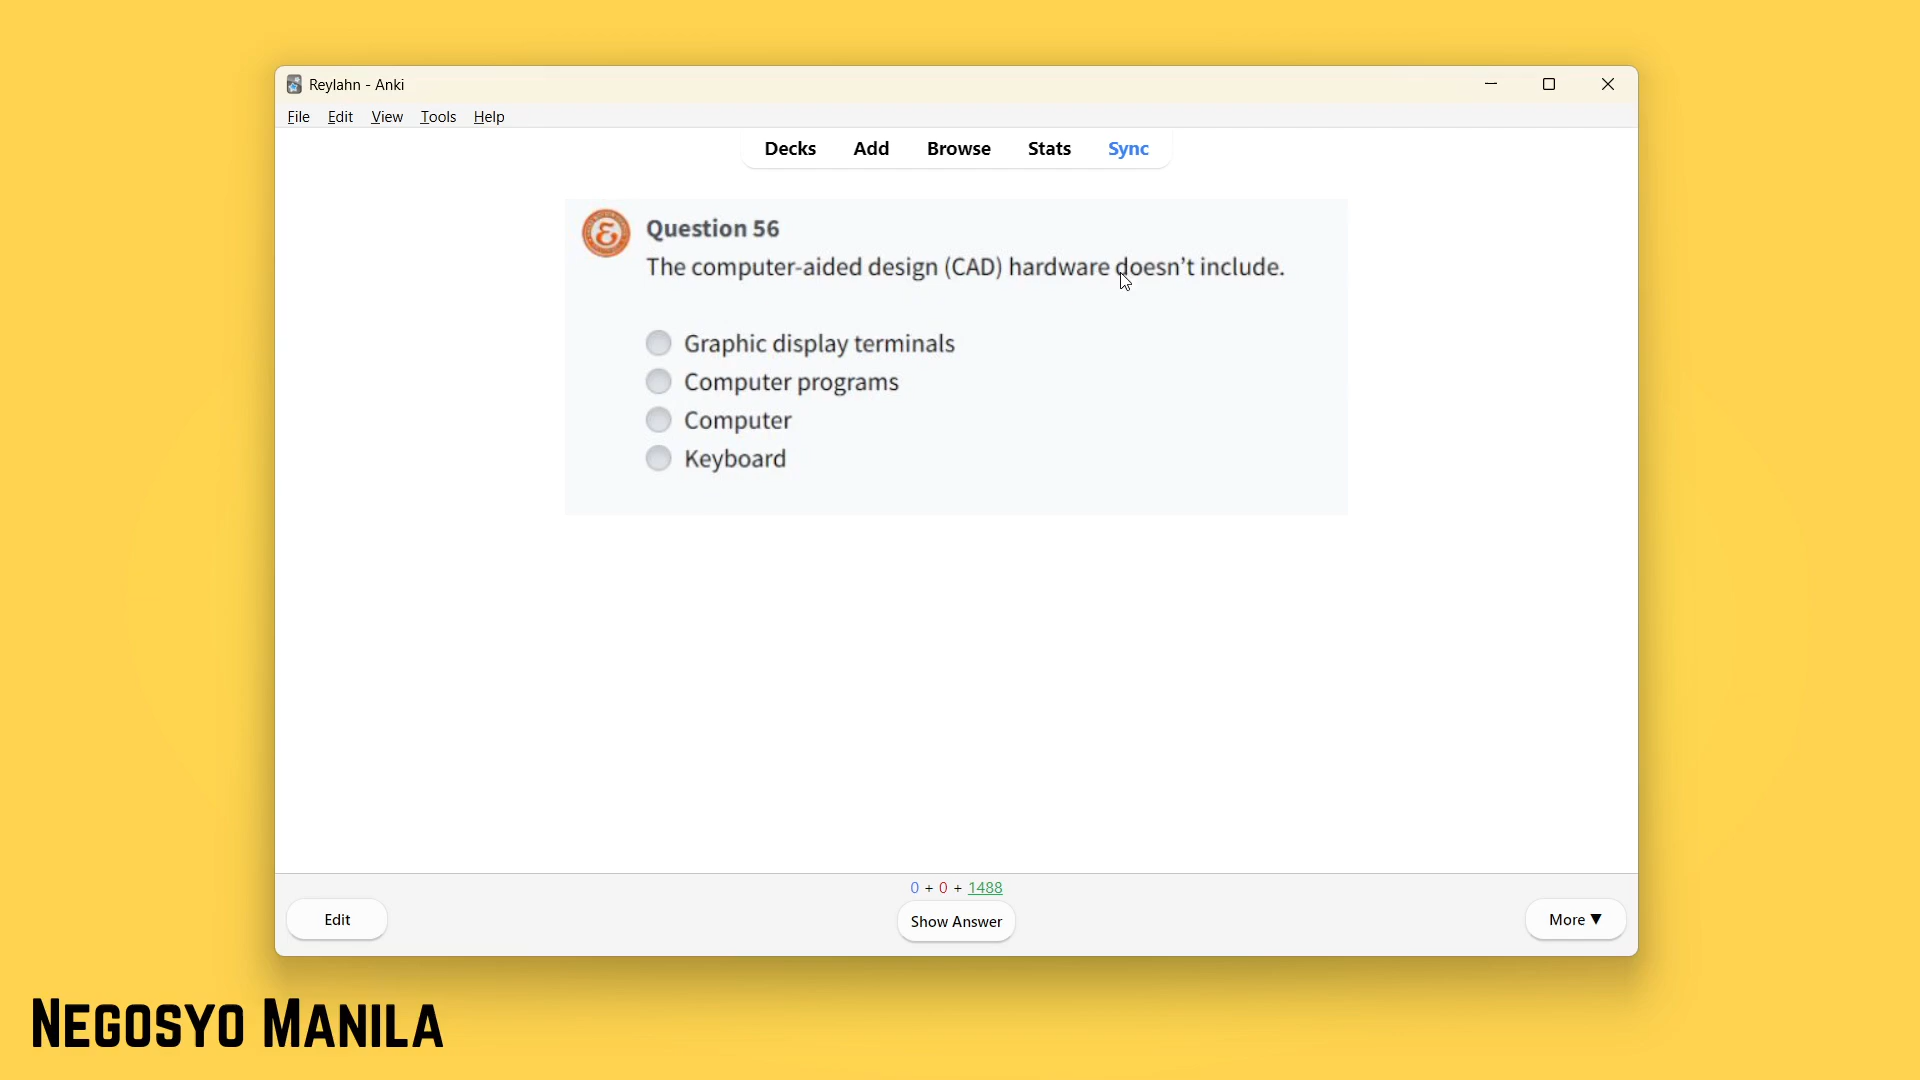 Reylahn - Anki
File Edit View Tools Help
Decks Add Browse Stats Sync
Question 56
The computer-aided design (CAD) hardware doesn't include.
Graphic display terminals
Computer programs
Computer
Keyboard
0 + 0 + 1488
Edit Show Answer More ▼
NEGOSYO MANILA